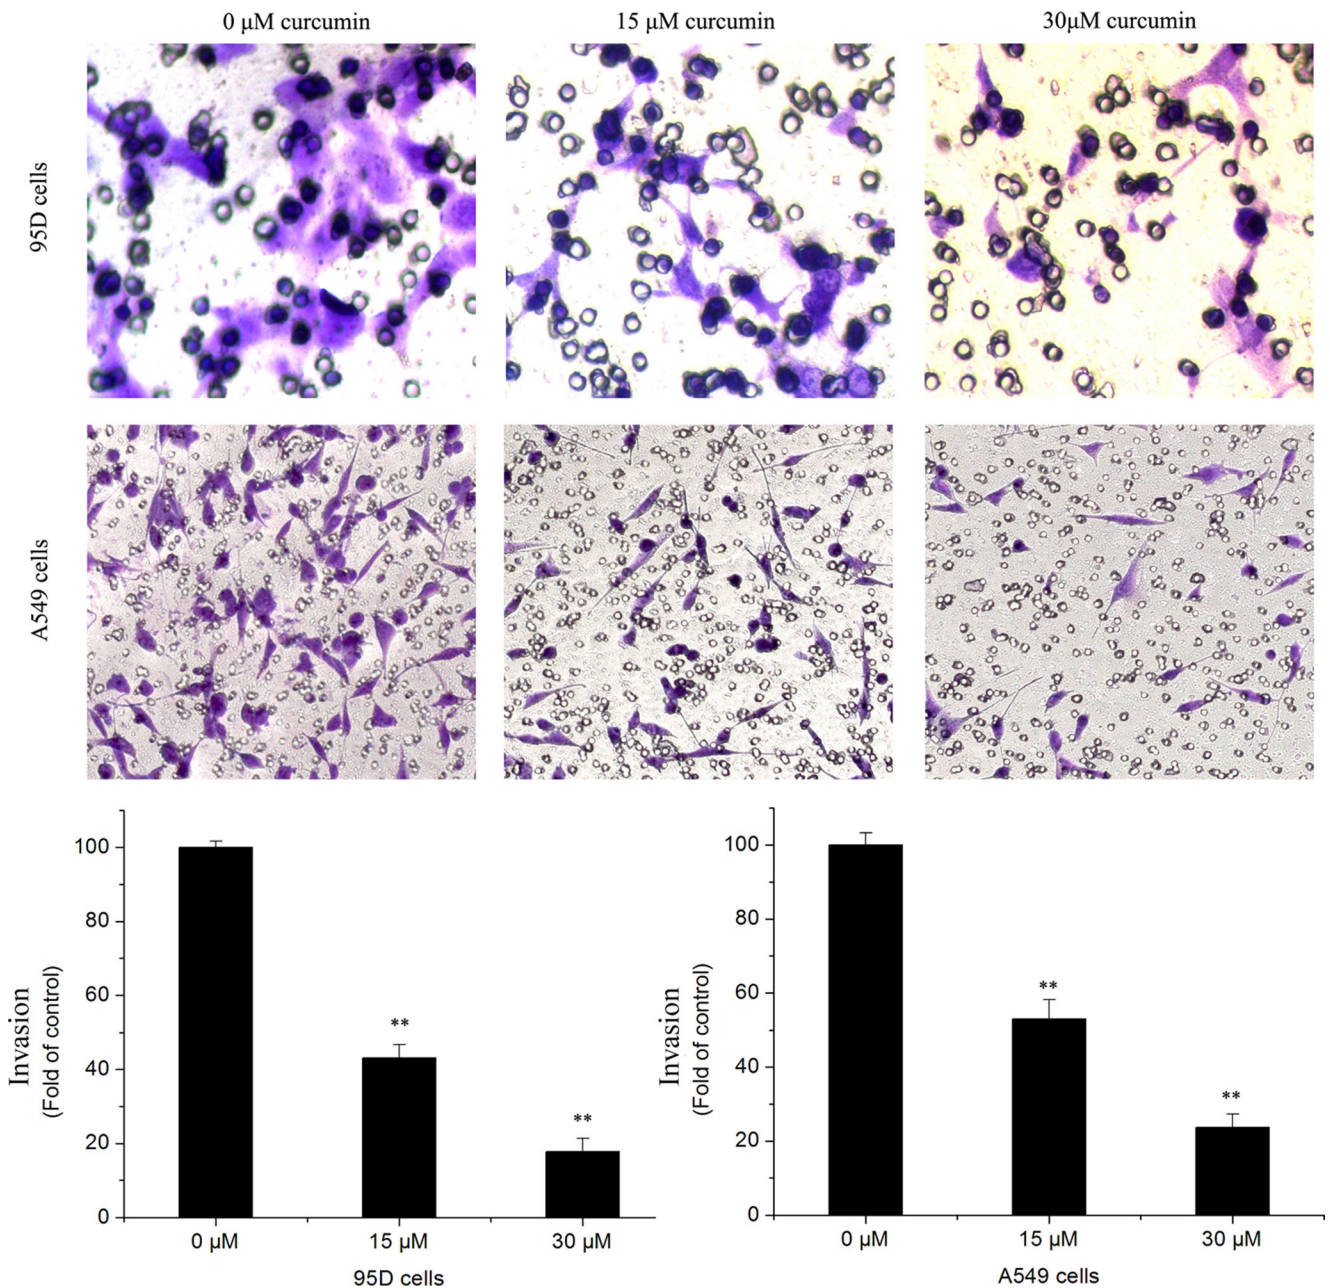 0 μM curcumin
15 μM curcumin
30μM curcumin
95D cells
A549 cells
Invasion
(Fold of control)
100
80
60
40
20
0
**
**
0 μM
15 μM
30 μM
95D cells
Invasion
(Fold of control)
100
80
60
40
20
0
**
**
0 μM
15 μM
30 μM
A549 cells